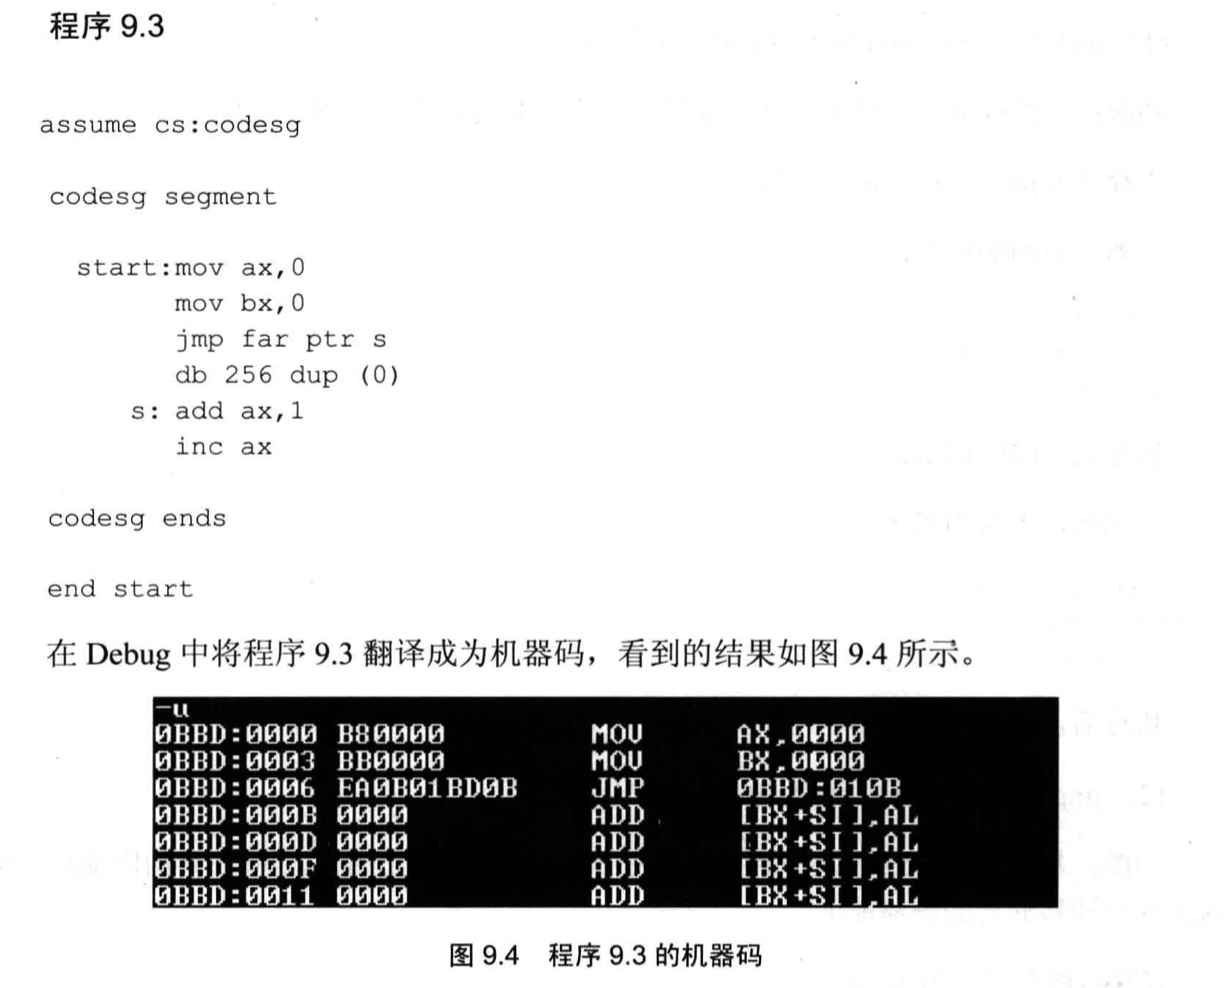 程序 9.3
assume cs:codesg
codesg segment
start:mov ax,0
mov bx,0
jmp far ptr s
db 256 dup (0)
s: add ax,1
inc ax
codesg ends
end start
在 Debug 中将程序 9.3 翻译成为机器码，看到的结果如图 9.4 所示。
-u
0BBD:0000 B80000 MOV AX,0000
0BBD:0003 BB0000 MOV BX,0000
0BBD:0006 EA0B01BD0B JMP 0BBD:010B
0BBD:000B 0000 ADD [BX+SI],AL
0BBD:000D 0000 ADD [BX+SI],AL
0BBD:000F 0000 ADD [BX+SI],AL
0BBD:0011 0000 ADD [BX+SI],AL
图 9.4 程序 9.3 的机器码